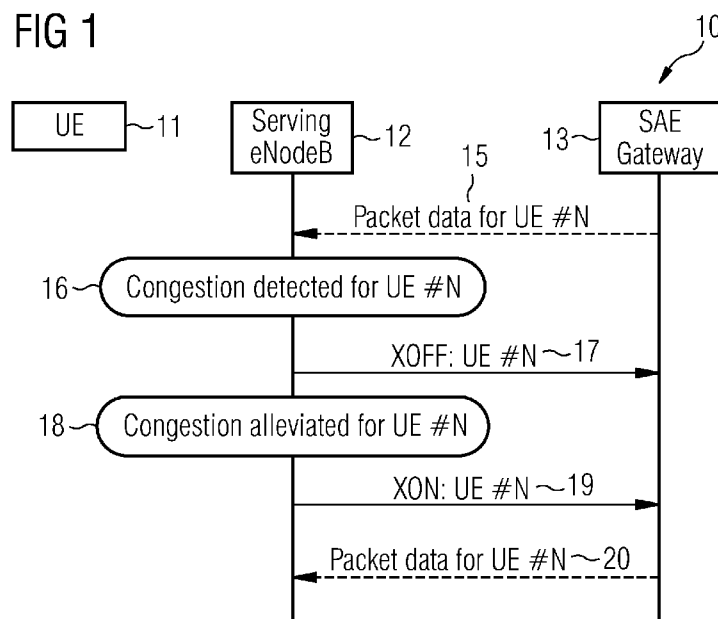 FIG 1
10
UE
11
Serving
eNodeB
12
13
SAE
Gateway
15
Packet data for UE #N
16
Congestion detected for UE #N
XOFF: UE #N
17
18
Congestion alleviated for UE #N
XON: UE #N
19
Packet data for UE #N
20